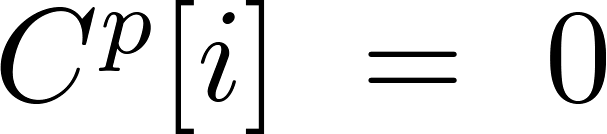 C^p[i] = 0